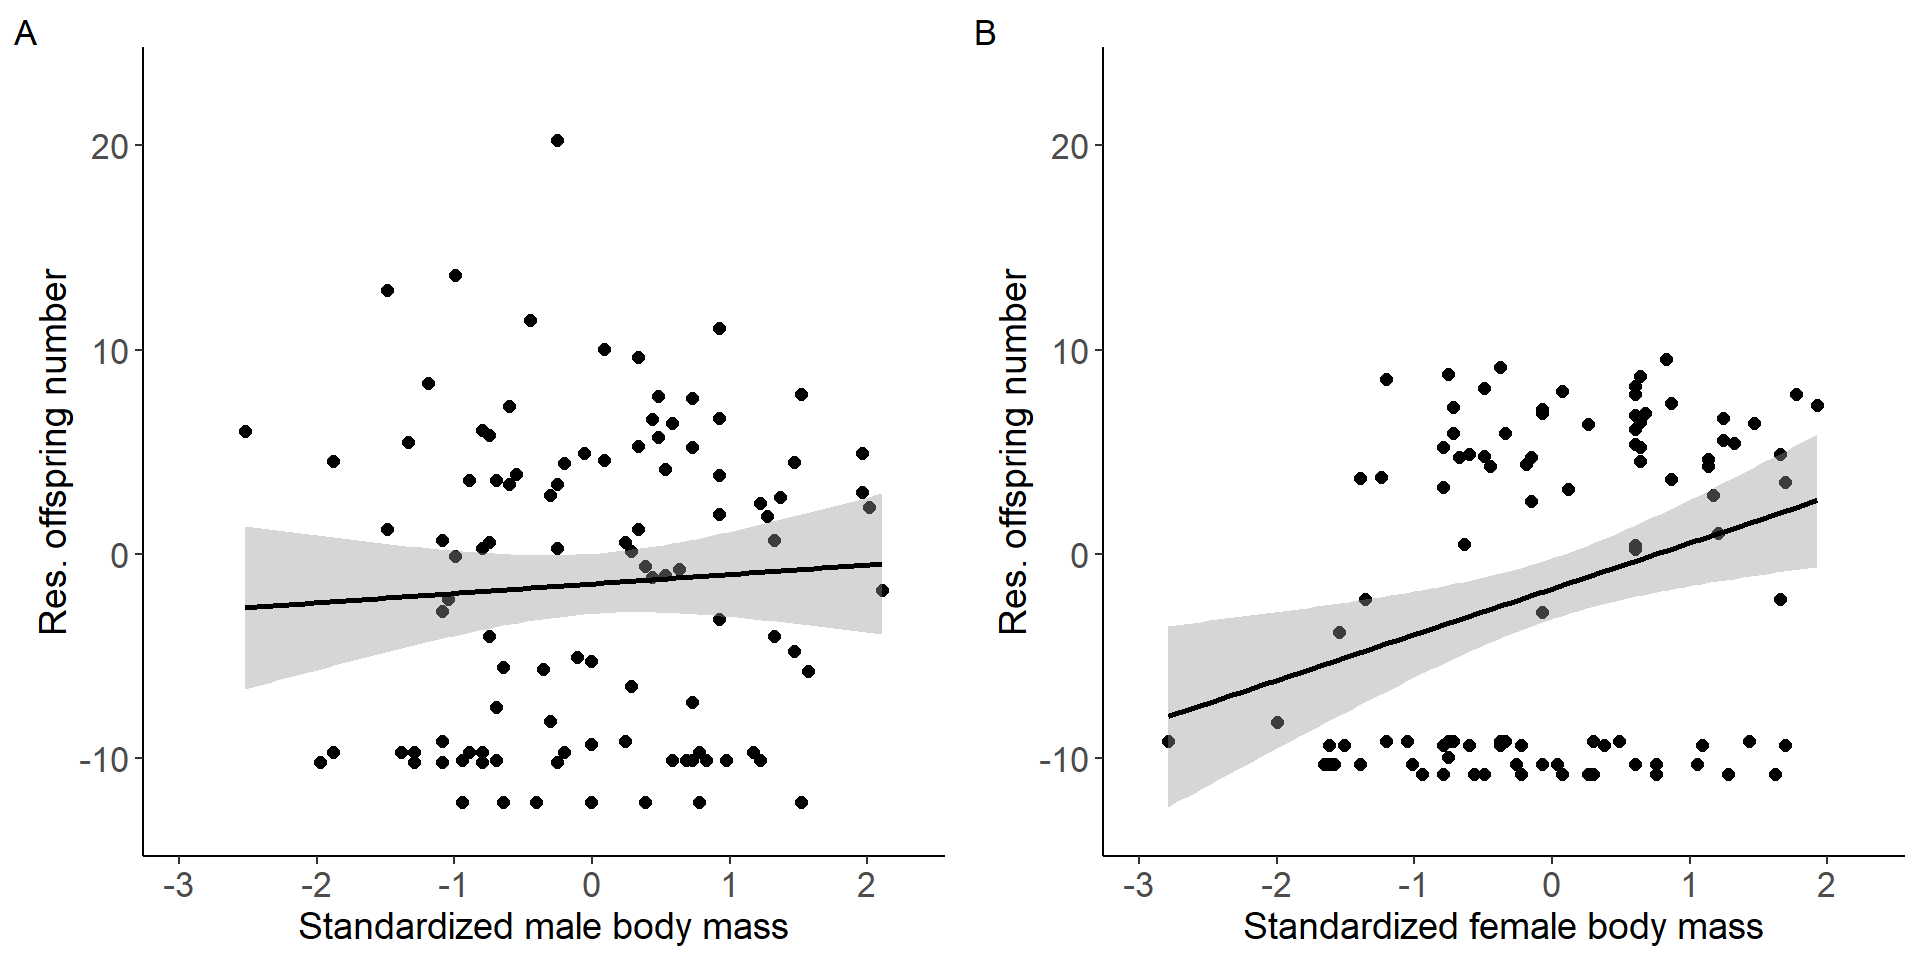 A
Res. offspring number
20
10
0
-10
-3 -2 -1 0 1 2
Standardized male body mass
B
Res. offspring number
20
10
0
-10
-3 -2 -1 0 1 2
Standardized female body mass